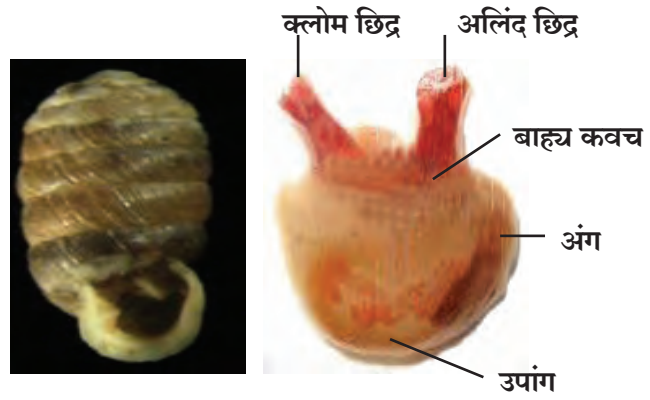 क्लोम छिद्र
अलिंद छिद्र
बाह्य कवच
अंग
उपांग